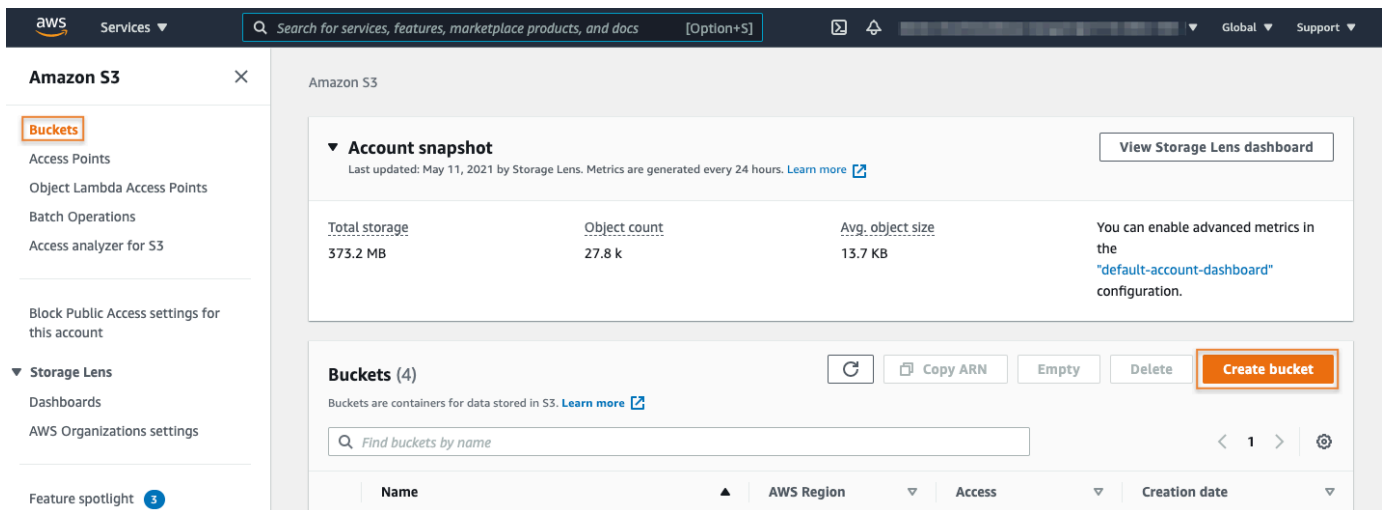 aws
Services ▼
Search for services, features, marketplace products, and docs [Option+S]
Global ▼
Support ▼
Amazon S3
Buckets
Access Points
Object Lambda Access Points
Batch Operations
Access analyzer for S3
Block Public Access settings for
this account
Storage Lens
Dashboards
AWS Organizations settings
Feature spotlight 3
Amazon S3
Account snapshot
View Storage Lens dashboard
Last updated: May 11, 2021 by Storage Lens. Metrics are generated every 24 hours. Learn more
Total storage
373.2 MB
Object count
27.8 k
Avg. object size
13.7 KB
You can enable advanced metrics in
the
"default-account-dashboard"
configuration.
Buckets (4)
Copy ARN
Empty
Delete
Create bucket
Buckets are containers for data stored in S3. Learn more
Find buckets by name
1
Name
AWS Region
Access
Creation date